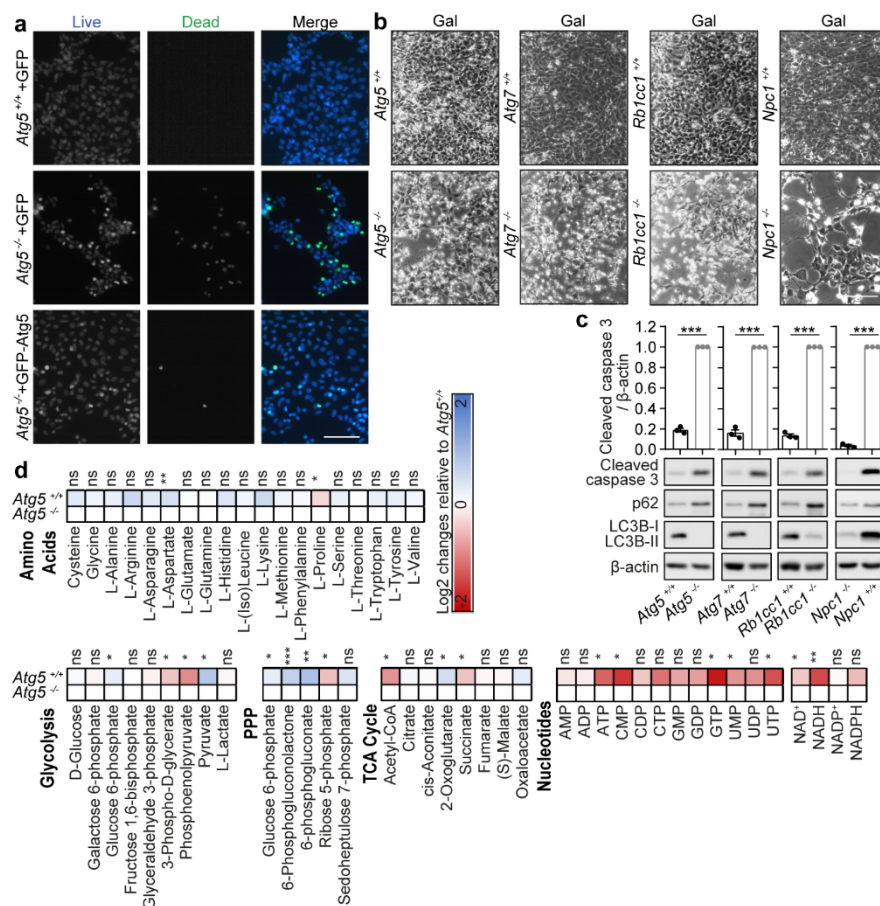 a
Live
Dead
Merge
Atg5 +/+ +GFP
Atg5 -/- +GFP
Atg5 -/- +GFP-Atg5
b
Gal
Gal
Gal
Gal
Atg5 +/+
Atg7 +/+
Rb1cc1 +/+
Npc1 +/+
Atg5 -/-
Atg7 -/-
Rb1cc1 -/-
Npc1 -/-
c
Cleaved caspase 3
/ β-actin
1.2
1.0
0.8
0.6
0.4
0.2
0
*** *** *** ***
Cleaved
caspase 3
p62
LC3B-I
LC3B-II
β-actin
Atg5 +/+
Atg5 -/-
Atg7 +/+
Atg7 -/-
Rb1cc1 +/+
Rb1cc1 -/-
Npc1 -/-
Npc1 +/+
Log2 changes relative to Atg5 +/+
2
0
-2
d
ns ns ns ns ns ** ns ns ns ns ns ns ns * ns ns ns ns ns
Atg5 +/+
Atg5 -/-
Amino
Acids
Cysteine
Glycine
L-Alanine
L-Arginine
L-Asparagine
L-Aspartate
L-Glutamate
L-Glutamine
L-Histidine
L-(Iso)Leucine
L-Lysine
L-Methionine
L-Phenylalanine
L-Proline
L-Serine
L-Threonine
L-Tryptophan
L-Tyrosine
L-Valine
ns ns * ns ns * * * ns
Atg5 +/+
Atg5 -/-
Glycolysis
D-Glucose
Galactose 6-phosphate
Glucose 6-phosphate
Fructose 1,6-bisphosphate
Glyceraldehyde 3-phosphate
3-Phospho-D-glycerate
Phosphoenolpyruvate
Pyruvate
L-Lactate
* *** ** * ns
PPP
Glucose 6-phosphate
6-Phosphogluconolactone
6-phosphogluconate
Ribose 5-phosphate
Sedoheptulose 7-phosphate
* ns ns * * ns ns ns
TCA Cycle
Acetyl-CoA
Citrate
cis-Aconitate
2-Oxoglutarate
Succinate
Fumarate
(S)-Malate
Oxaloacetate
ns ns * * ns ns ns ns * * ns *
Nucleotides
AMP
ADP
ATP
CMP
CDP
CTP
GMP
GDP
GTP
UMP
UDP
UTP
* ** ns ns
NAD+
NADH
NADP+
NADPH